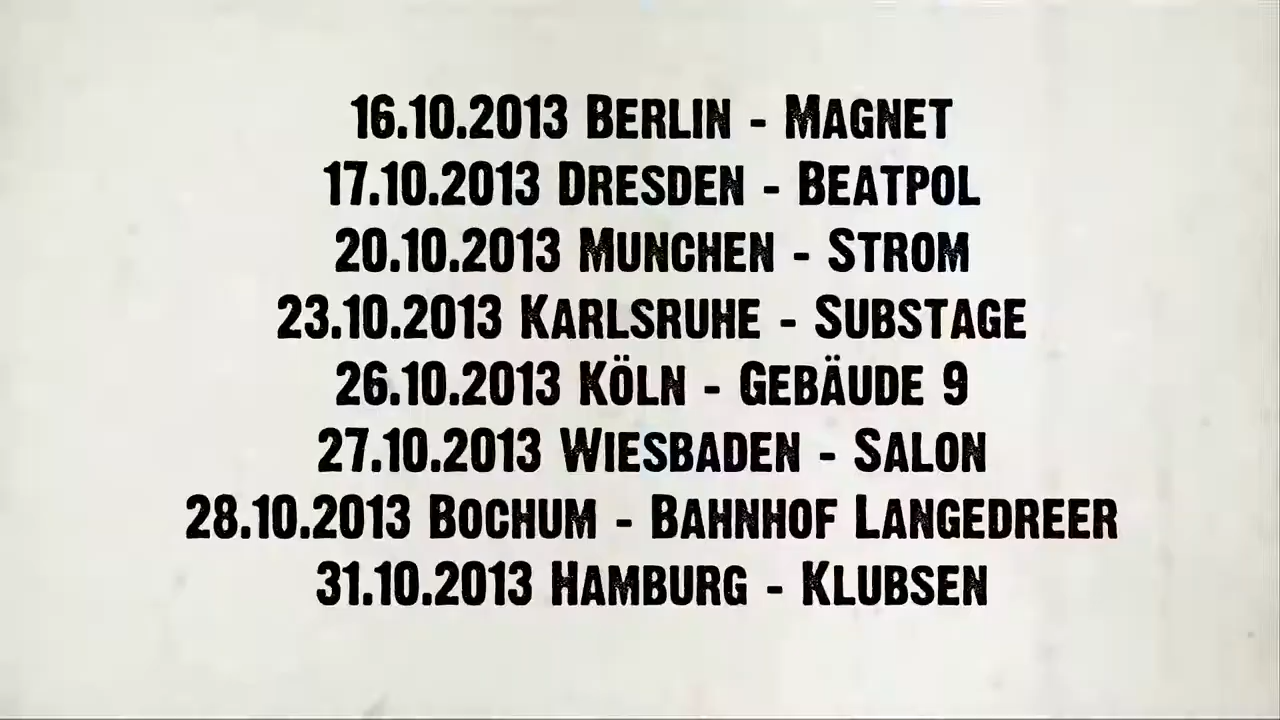 16.10.2013 Berlin - Magnet
17.10.2013 Dresden - Beatpol
20.10.2013 Munchen - Strom
23.10.2013 Karlsruhe - Substage
26.10.2013 Köln - Gebäude 9
27.10.2013 Wiesbaden - Salon
28.10.2013 Bochum - Bahnhof Langedreer
31.10.2013 Hamburg - Klubsen